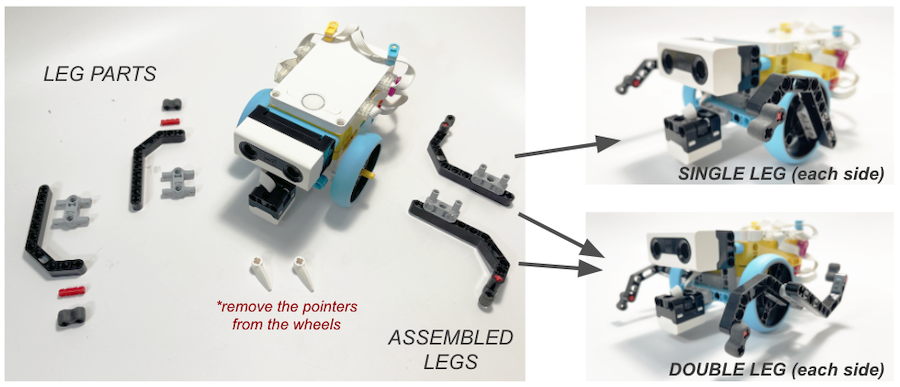 LEG PARTS
*remove the pointers
from the wheels
ASSEMBLED
LEGS
SINGLE LEG (each side)
DOUBLE LEG (each side)